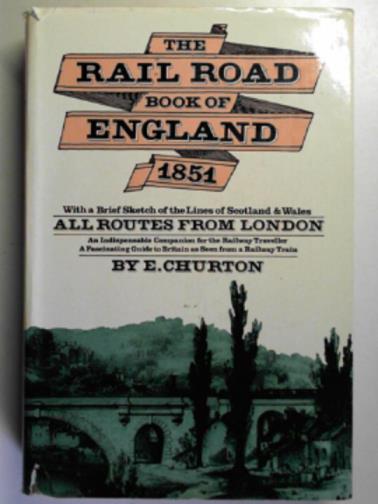 THE
RAIL ROAD
BOOK OF
ENGLAND
1851
With a Brief Sketch of the Lines of Scotland & Wales
ALL ROUTES FROM LONDON
An Indispensable Companion for the Railway Traveller
A Fascinating Guide to Britain as Seen from a Railway Train
BY E. CHURTON